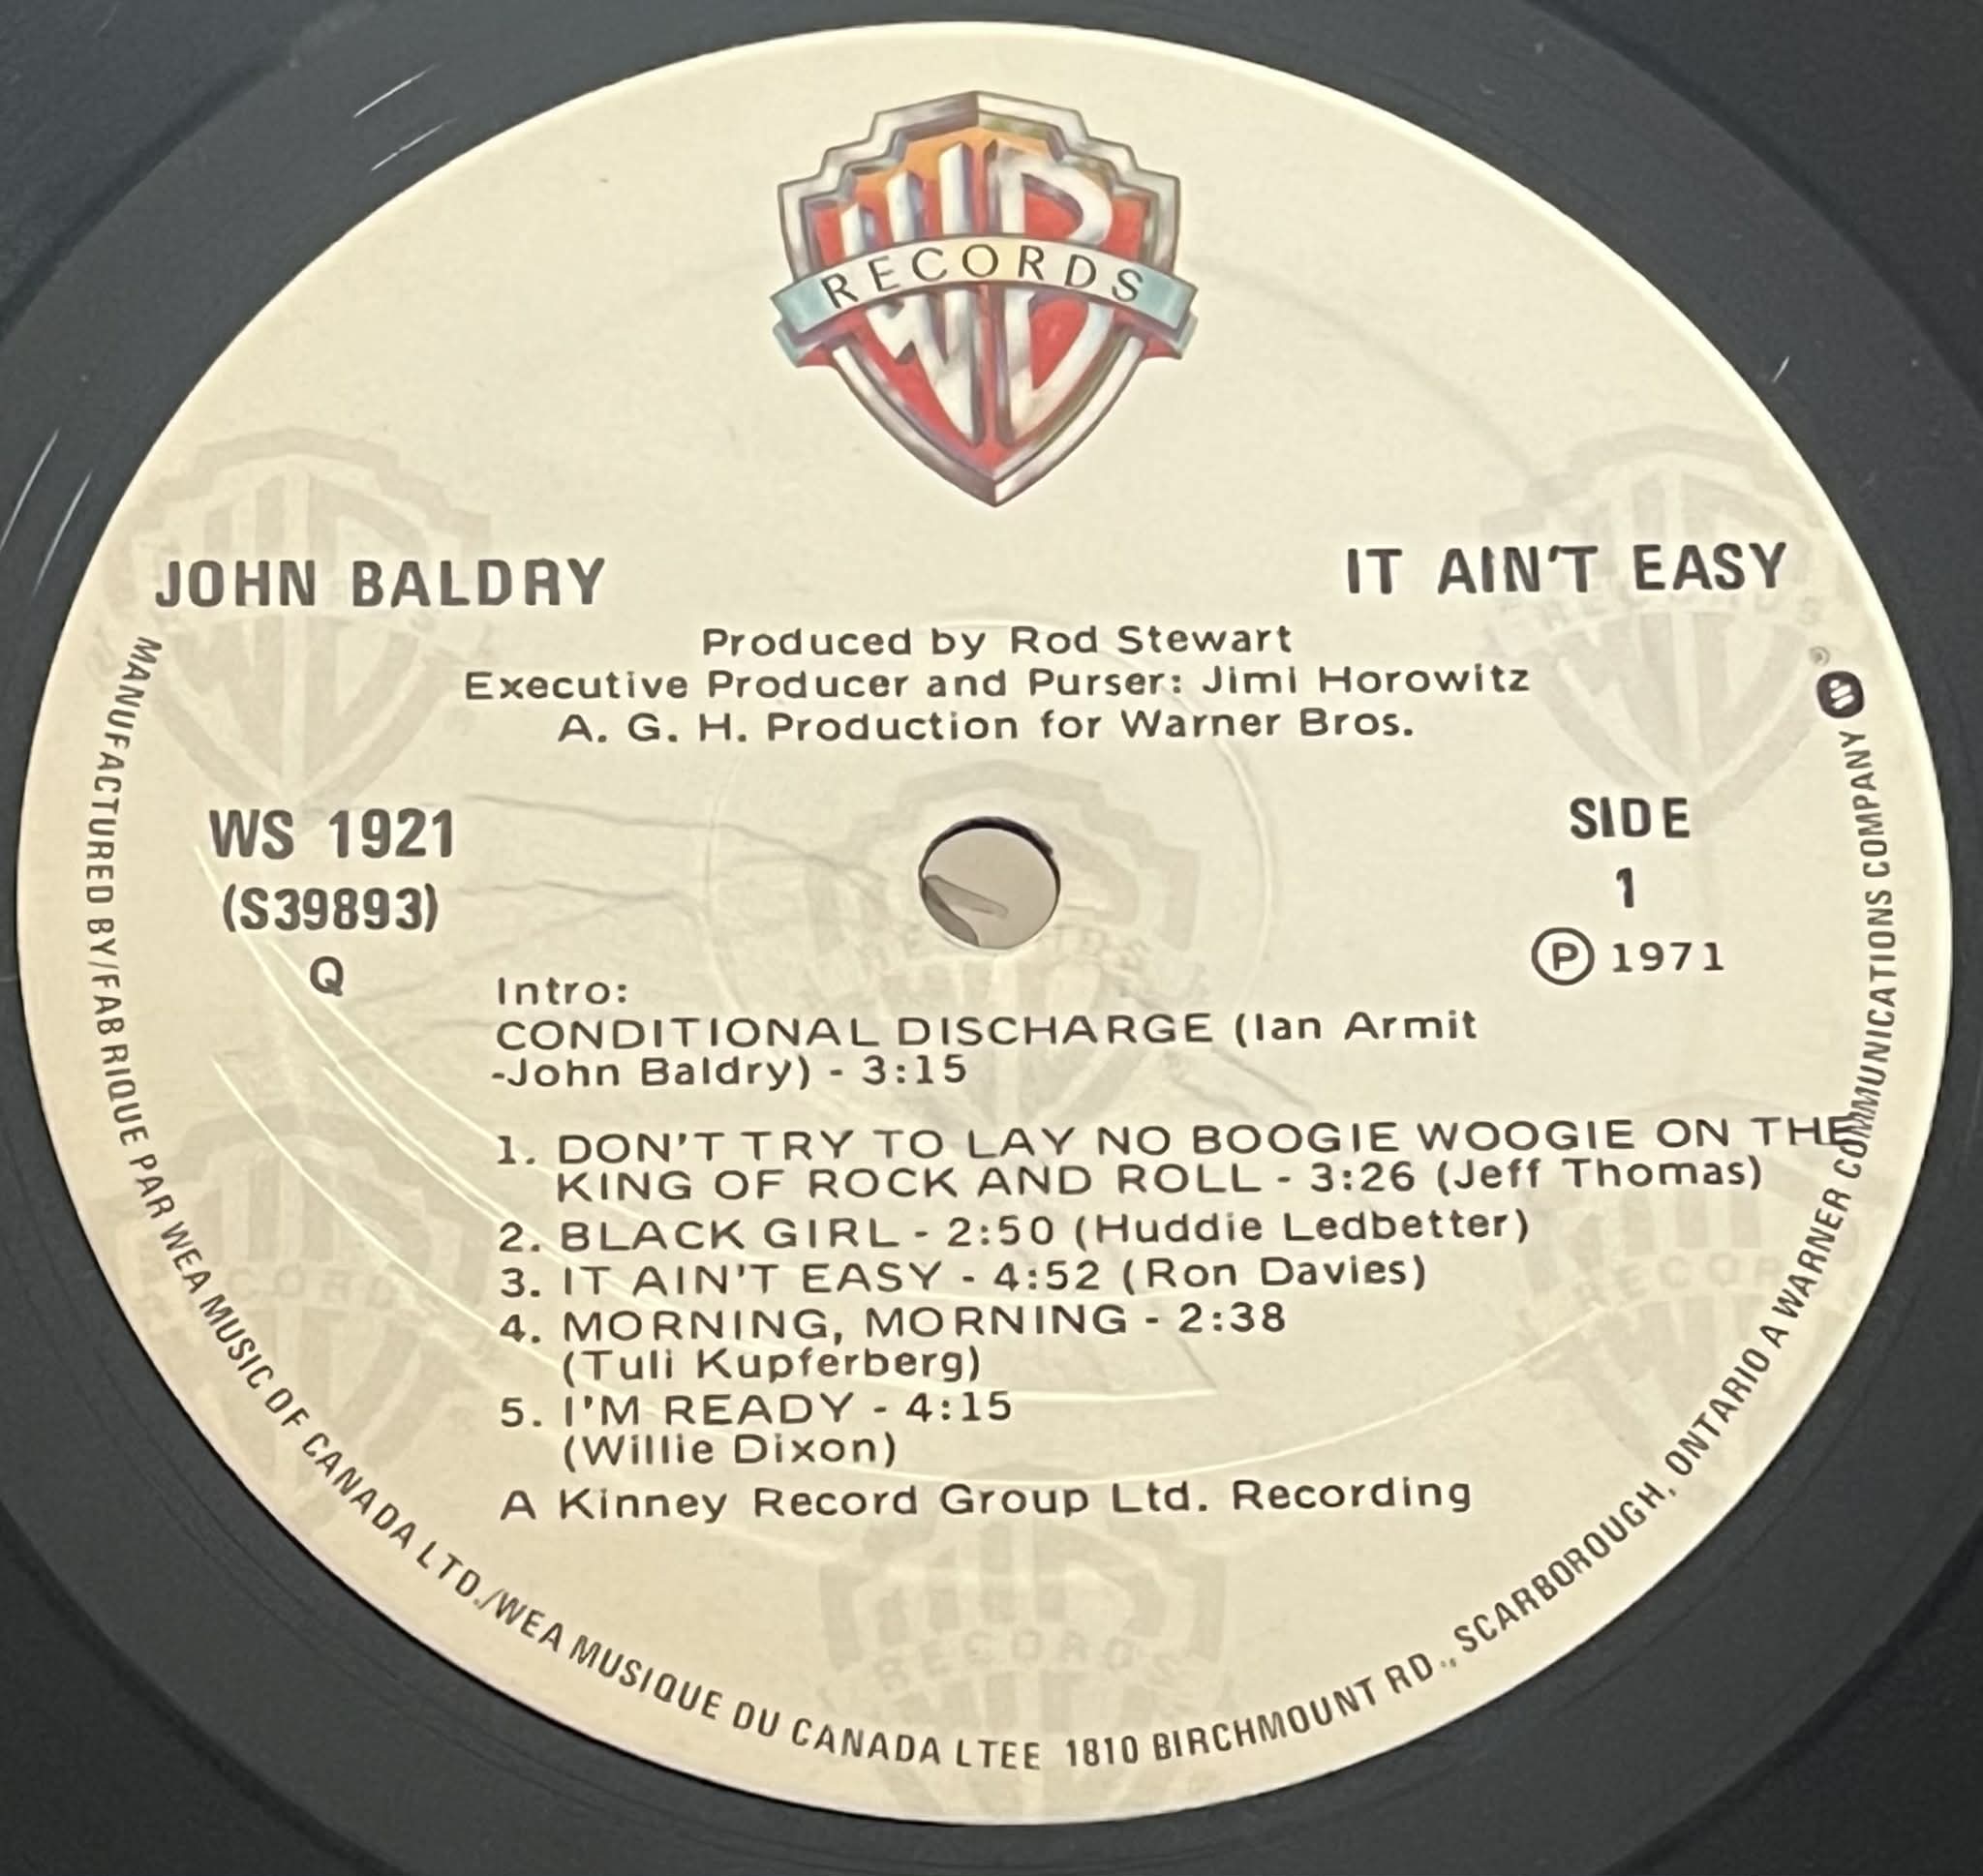 WB
RECORDS
JOHN BALDRY
IT AIN'T EASY
Produced by Rod Stewart
Executive Producer and Purser: Jimi Horowitz
A. G. H. Production for Warner Bros.
WS 1921
(S39893)
Q
SIDE
1
Ⓟ 1971
Intro:
CONDITIONAL DISCHARGE (Ian Armit
-John Baldry) - 3:15
1. DON'T TRY TO LAY NO BOOGIE WOOGIE ON THE
KING OF ROCK AND ROLL - 3:26 (Jeff Thomas)
2. BLACK GIRL - 2:50 (Huddie Ledbetter)
3. IT AIN'T EASY - 4:52 (Ron Davies)
4. MORNING, MORNING - 2:38
(Tuli Kupferberg)
5. I'M READY - 4:15
(Willie Dixon)
A Kinney Record Group Ltd. Recording
MANUFACTURED BY/FABRIQUE PAR WEA MUSIC OF CANADA LTD./WEA MUSIQUE DU CANADA LTEE 1810 BIRCHMOUNT RD., SCARBOROUGH, ONTARIO A WARNER COMMUNICATIONS COMPANY